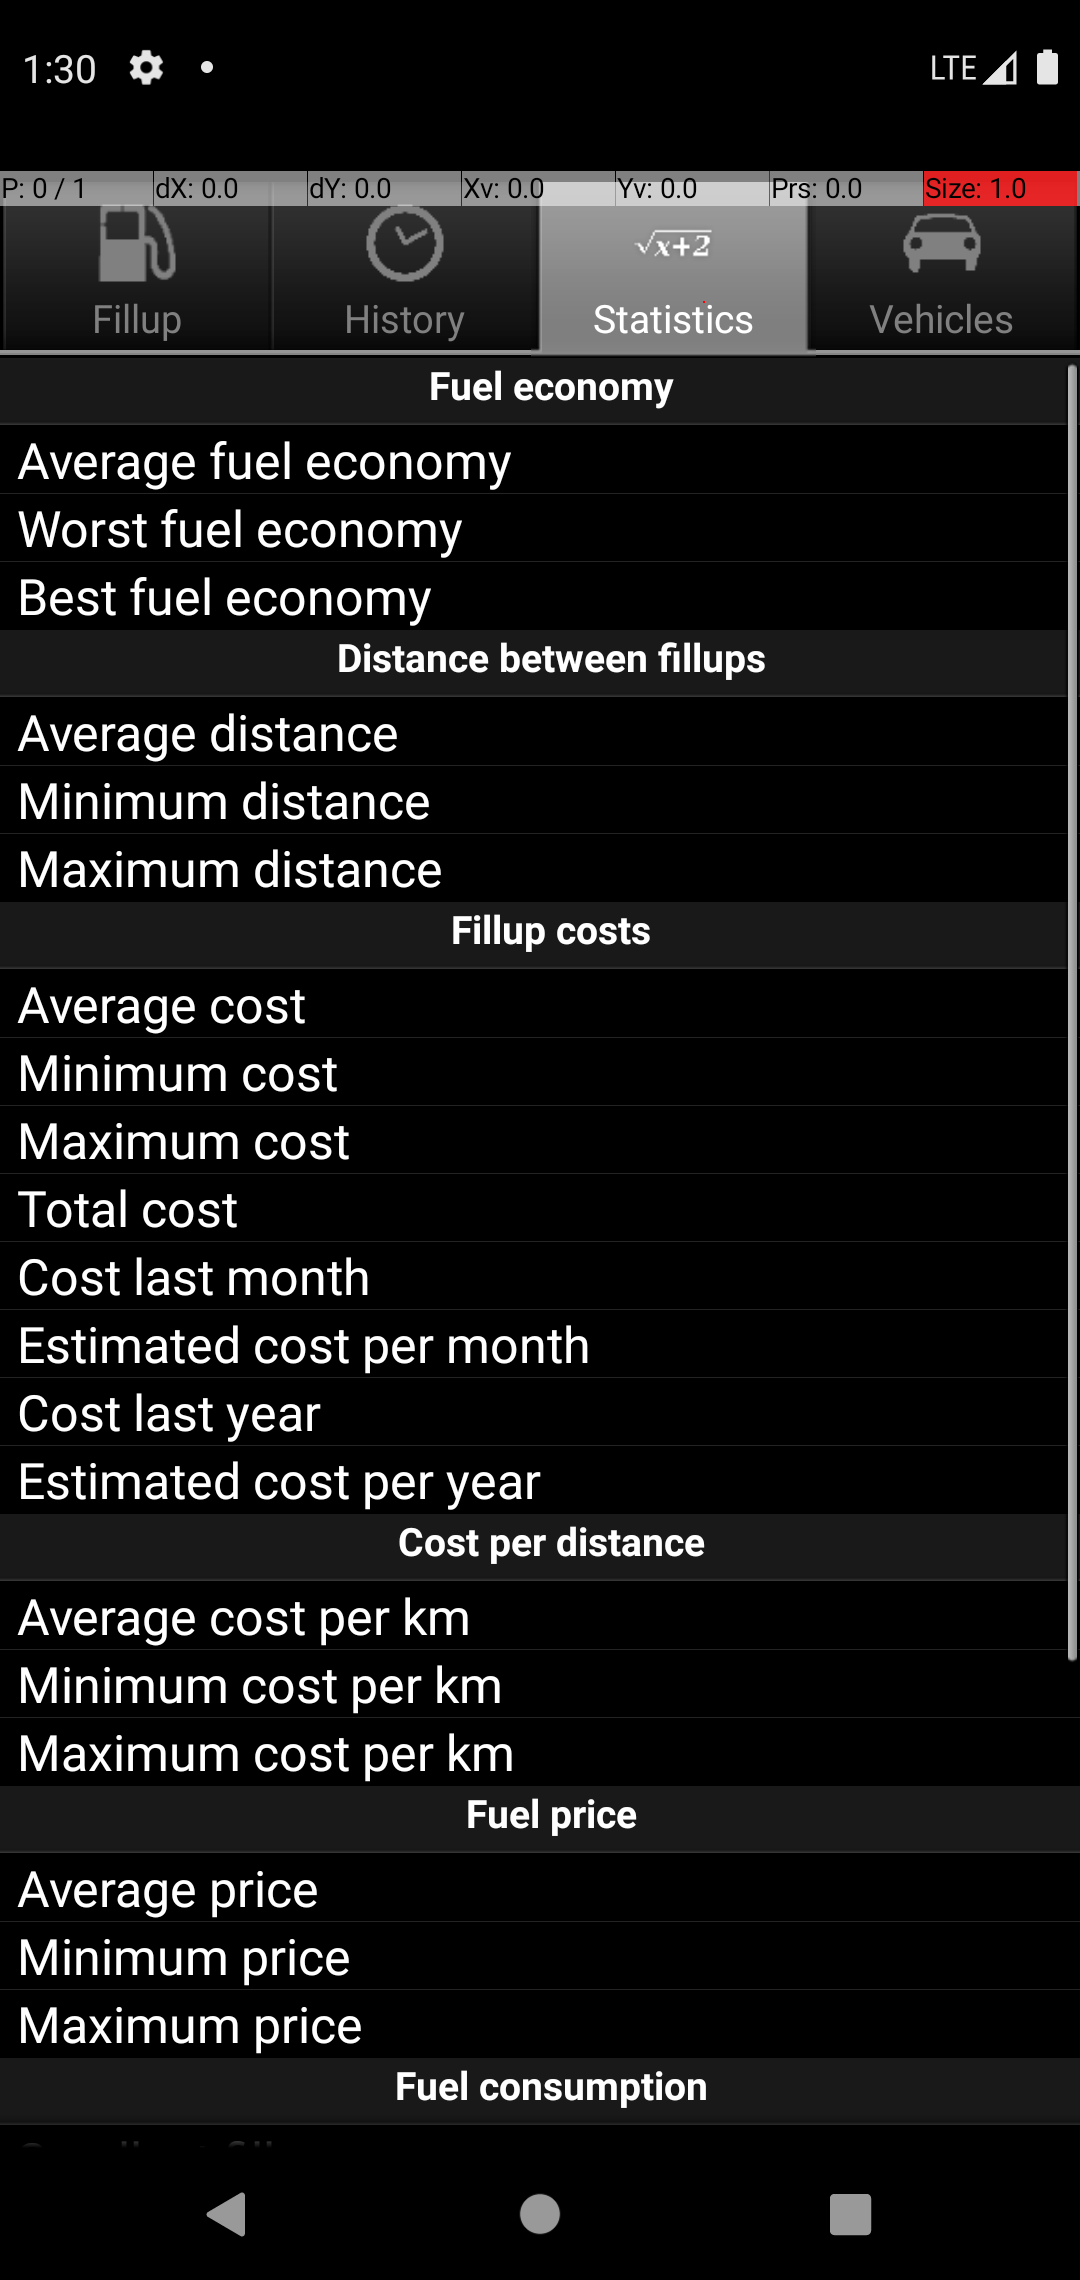 1:30
LTE
P: 0 / 1
dX: 0.0
dY: 0.0
Xv: 0.0
Yv: 0.0
Prs: 0.0
Size: 1.0
√x+2
Fillup
History
Statistics
Vehicles
Fuel economy
Average fuel economy
Worst fuel economy
Best fuel economy
Distance between fillups
Average distance
Minimum distance
Maximum distance
Fillup costs
Average cost
Minimum cost
Maximum cost
Total cost
Cost last month
Estimated cost per month
Cost last year
Estimated cost per year
Cost per distance
Average cost per km
Minimum cost per km
Maximum cost per km
Fuel price
Average price
Minimum price
Maximum price
Fuel consumption